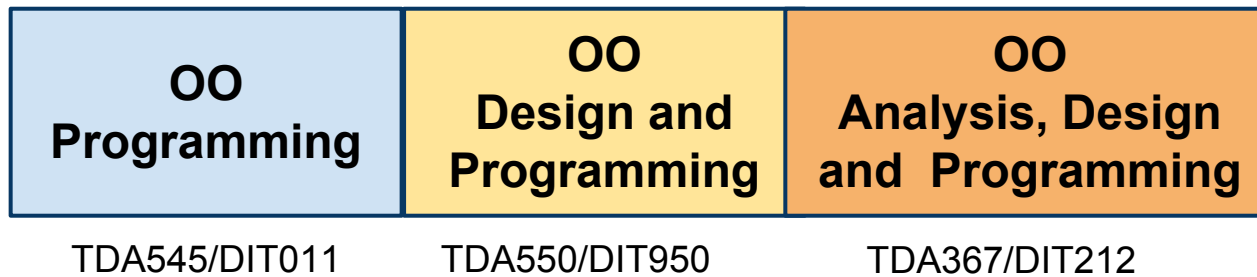 OO
Programming
OO
Design and
Programming
OO
Analysis, Design
and Programming
TDA545/DIT011
TDA550/DIT950
TDA367/DIT212